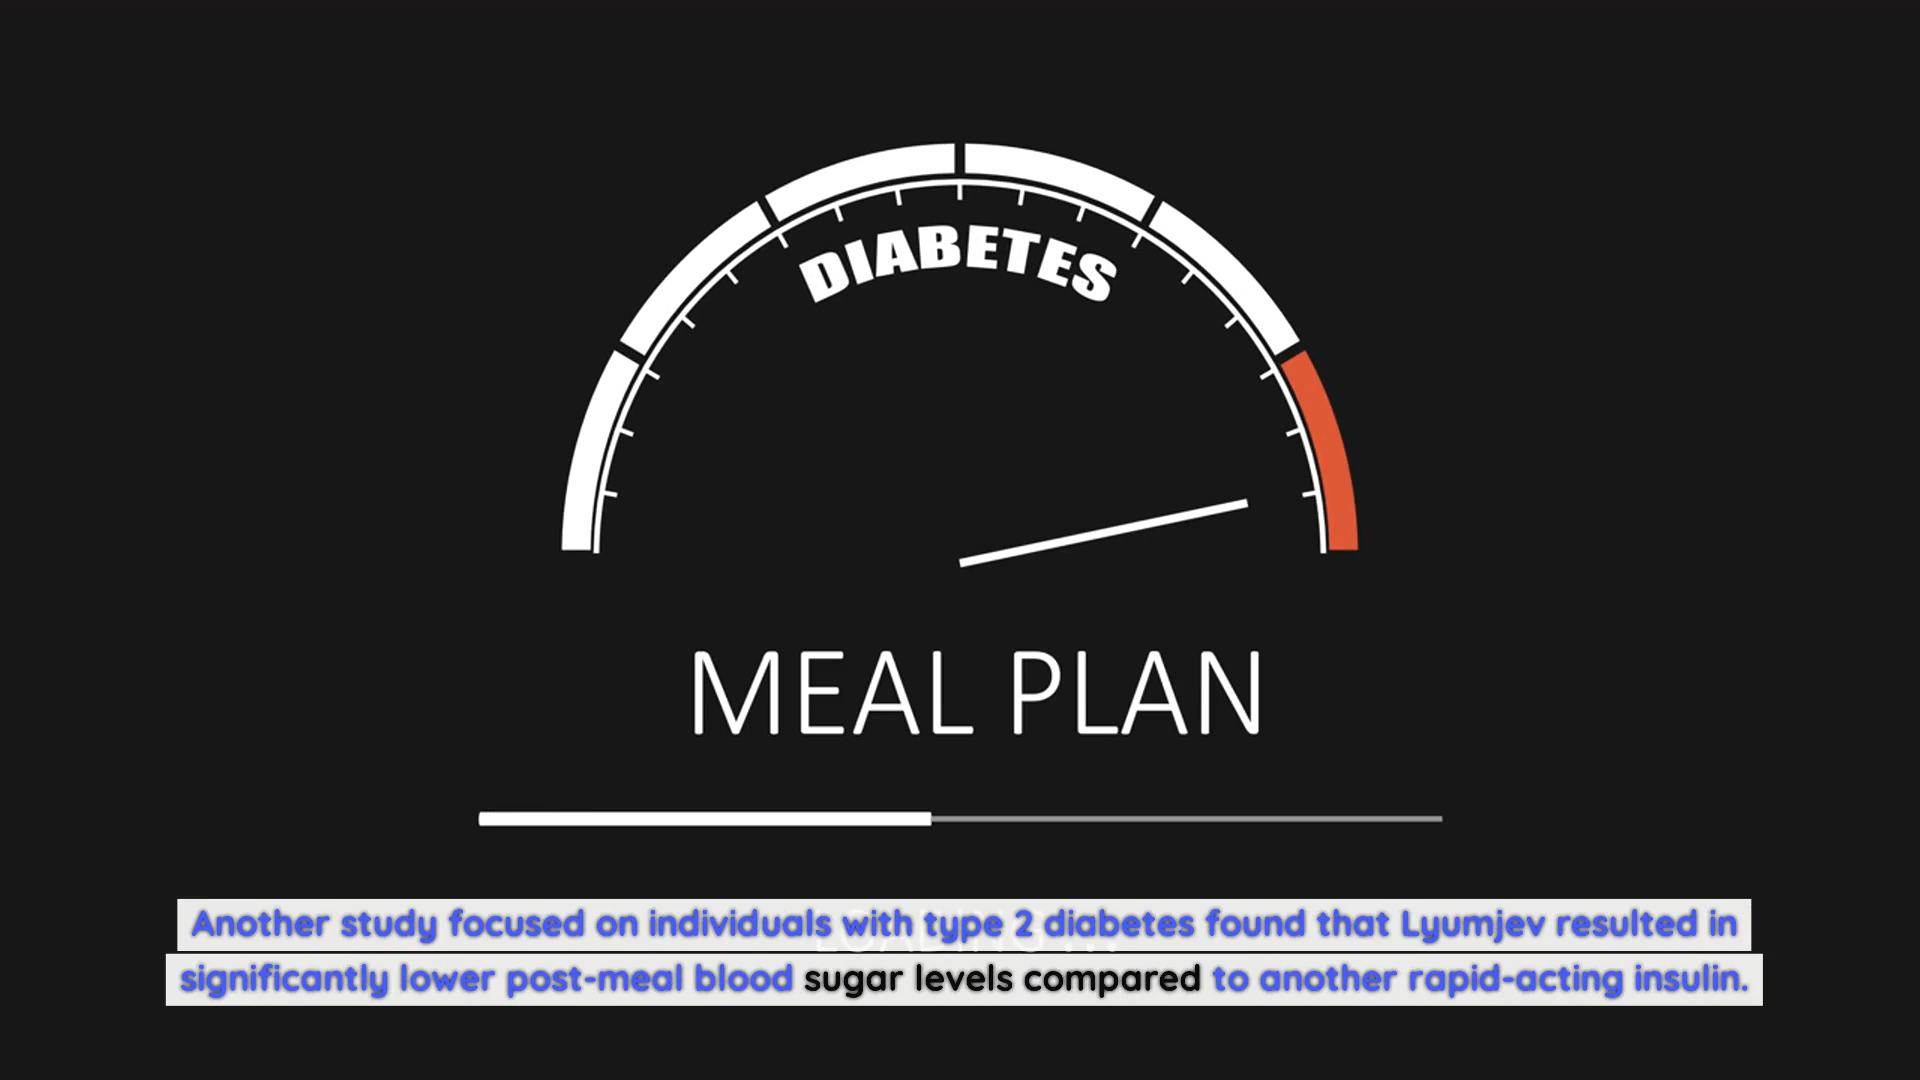 DIABETES
MEAL PLAN
LOADING...
Another study focused on individuals with type 2 diabetes found that Lyumjev resulted in
significantly lower post-meal blood sugar levels compared to another rapid-acting insulin.